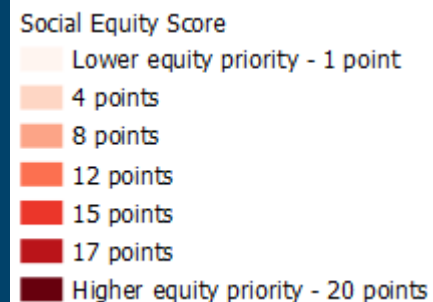 Social Equity Score
Lower equity priority - 1 point
4 points
8 points
12 points
15 points
17 points
Higher equity priority - 20 points